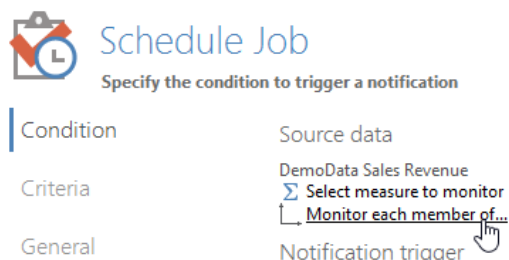 Schedule Job
Specify the condition to trigger a notification
Condition
Source data
DemoData Sales Revenue
Σ Select measure to monitor
Criteria
Monitor each member of...
General
Notification trigger